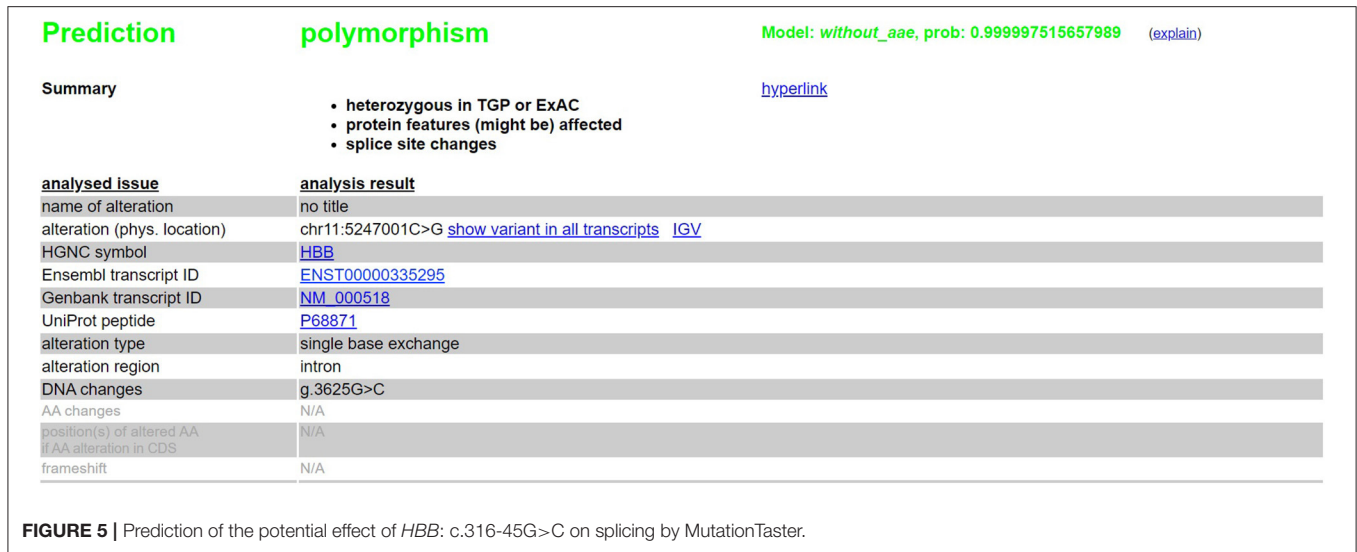 Prediction polymorphism Model: without_aae, prob: 0.999997515657989 (explain)
Summary hyperlink
• heterozygous in TGP or ExAC
• protein features (might be) affected
• splice site changes
analysed issue analysis result
name of alteration no title
alteration (phys. location) chr11:5247001C>G show variant in all transcripts IGV
HGNC symbol HBB
Ensembl transcript ID ENST00000335295
Genbank transcript ID NM_000518
UniProt peptide P68871
alteration type single base exchange
alteration region intron
DNA changes g.3625G>C
AA changes N/A
position(s) of altered AA N/A
if AA alteration in CDS
frameshift N/A
FIGURE 5 | Prediction of the potential effect of HBB: c.316-45G>C on splicing by MutationTaster.